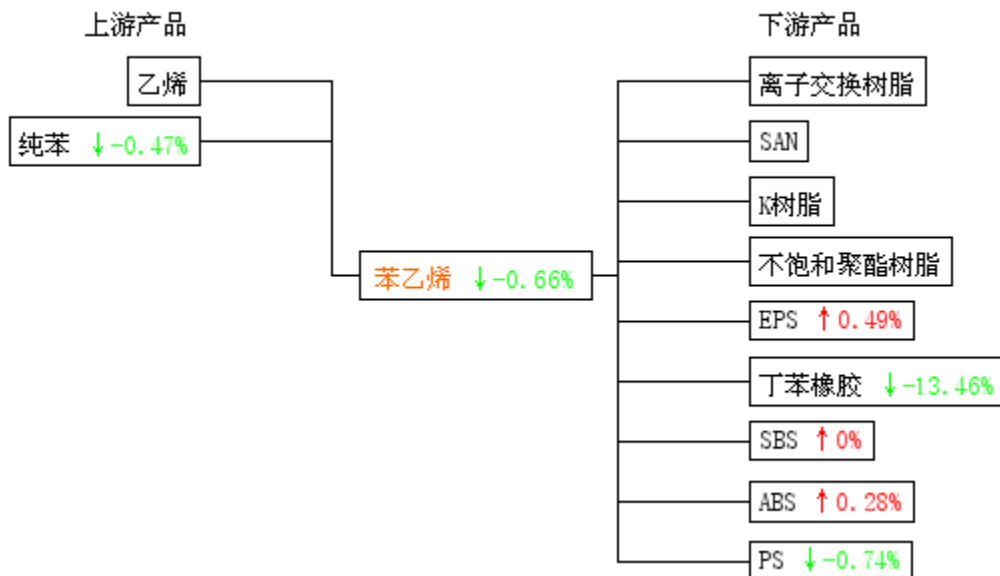 上游产品
乙烯
纯苯 ↓-0.47%
苯乙烯 ↓-0.66%
下游产品
离子交换树脂
SAN
K树脂
不饱和聚酯树脂
EPS ↑0.49%
丁苯橡胶 ↓-13.46%
SBS ↑0%
ABS ↑0.28%
PS ↓-0.74%